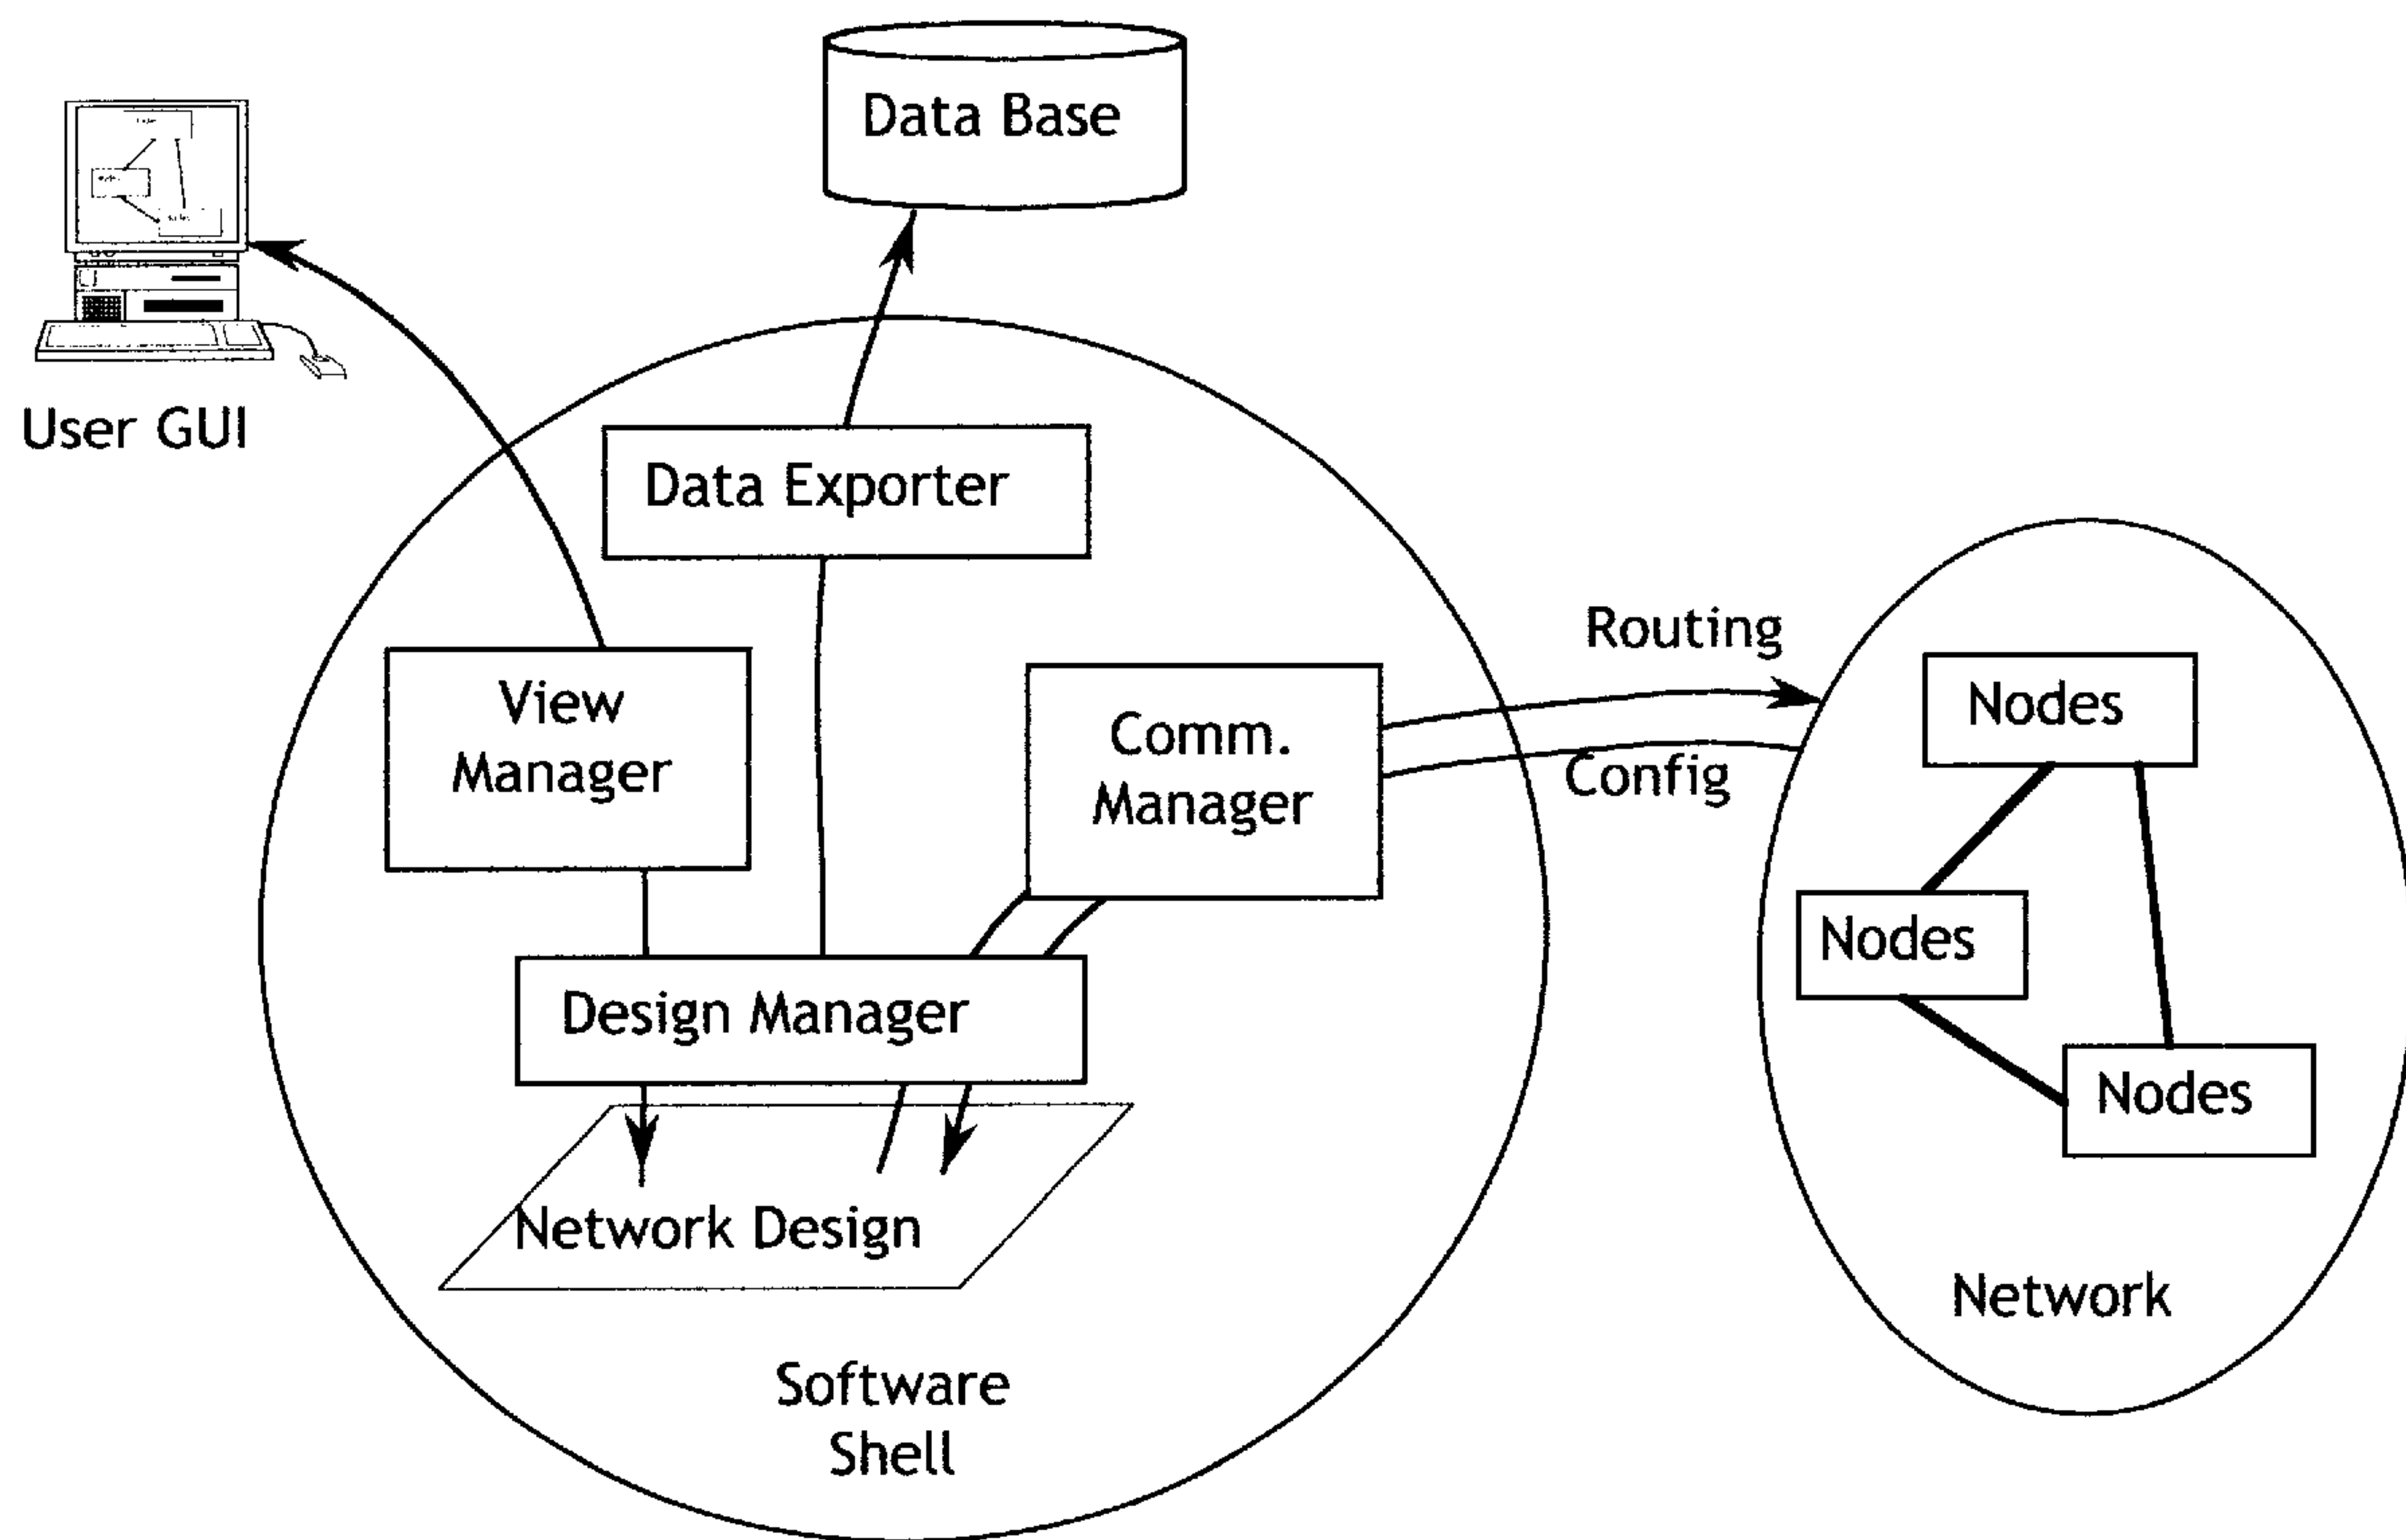 Data Base
User GUI
Data Exporter
View
Manager
Comm.
Manager
Routing
Config
Design Manager
Network Design
Software
Shell
Nodes
Nodes
Nodes
Network